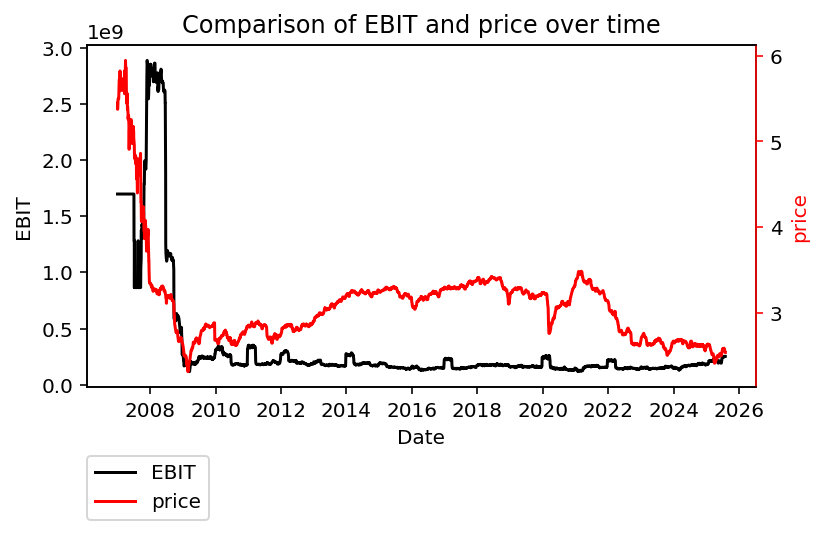 Comparison of EBIT and price over time
1e9
3.0
2.5
2.0
1.5
1.0
0.5
0.0
EBIT
6
5
4
3
price
2008 2010 2012 2014 2016 2018 2020 2022 2024 2026
Date
EBIT
price